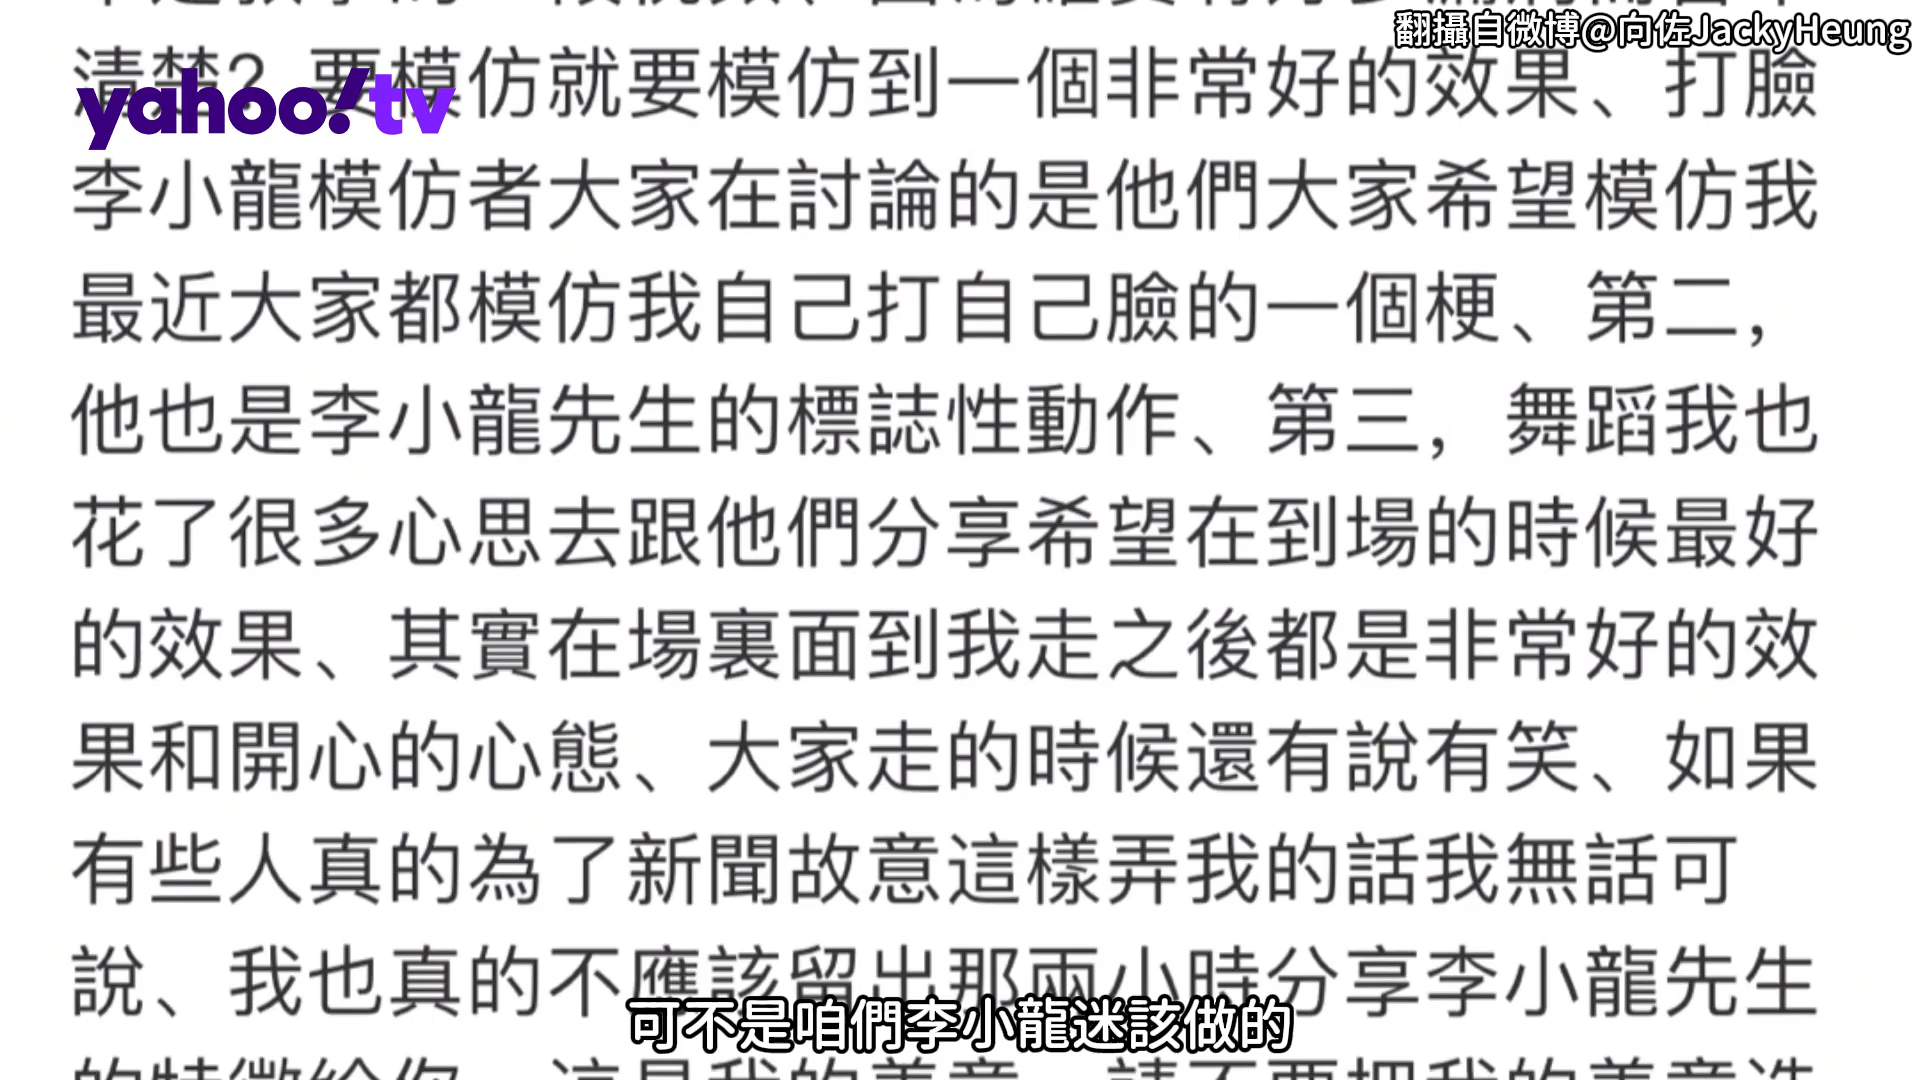 翻攝自微博@向佐JackyHeung
清楚？要模仿就要模仿到一個非常好的效果、打臉
yahoo!tv
李小龍模仿者大家在討論的是他們大家希望模仿我
最近大家都模仿我自己打自己臉的一個梗、第二，
他也是李小龍先生的標誌性動作、第三，舞蹈我也
花了很多心思去跟他們分享希望在到場的時候最好
的效果、其實在場裏面到我走之後都是非常好的效
果和開心的心態、大家走的時候還有說有笑、如果
有些人真的為了新聞故意這樣弄我的話我無話可
說、我也真的不應該留出那兩小時分享李小龍先生
可不是咱們李小龍迷該做的